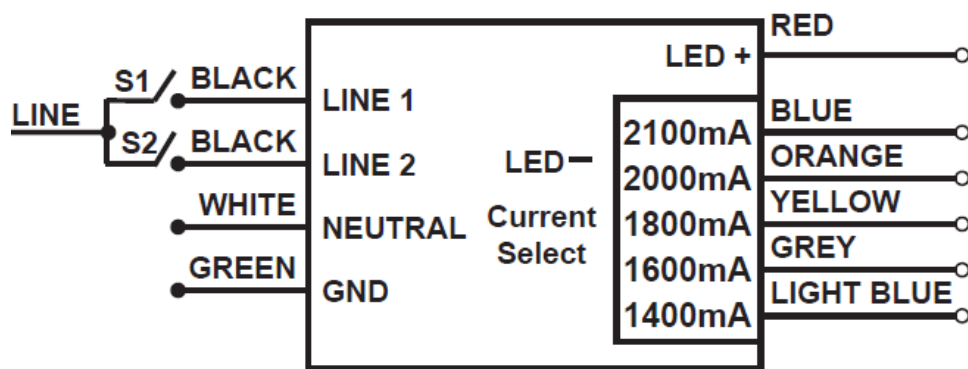 RED
LED +
S1 BLACK
LINE 1
LINE
S2 BLACK
LINE 2
WHITE
NEUTRAL
GREEN
GND
LED –
Current
Select
2100mA BLUE
2000mA ORANGE
1800mA YELLOW
1600mA GREY
1400mA LIGHT BLUE